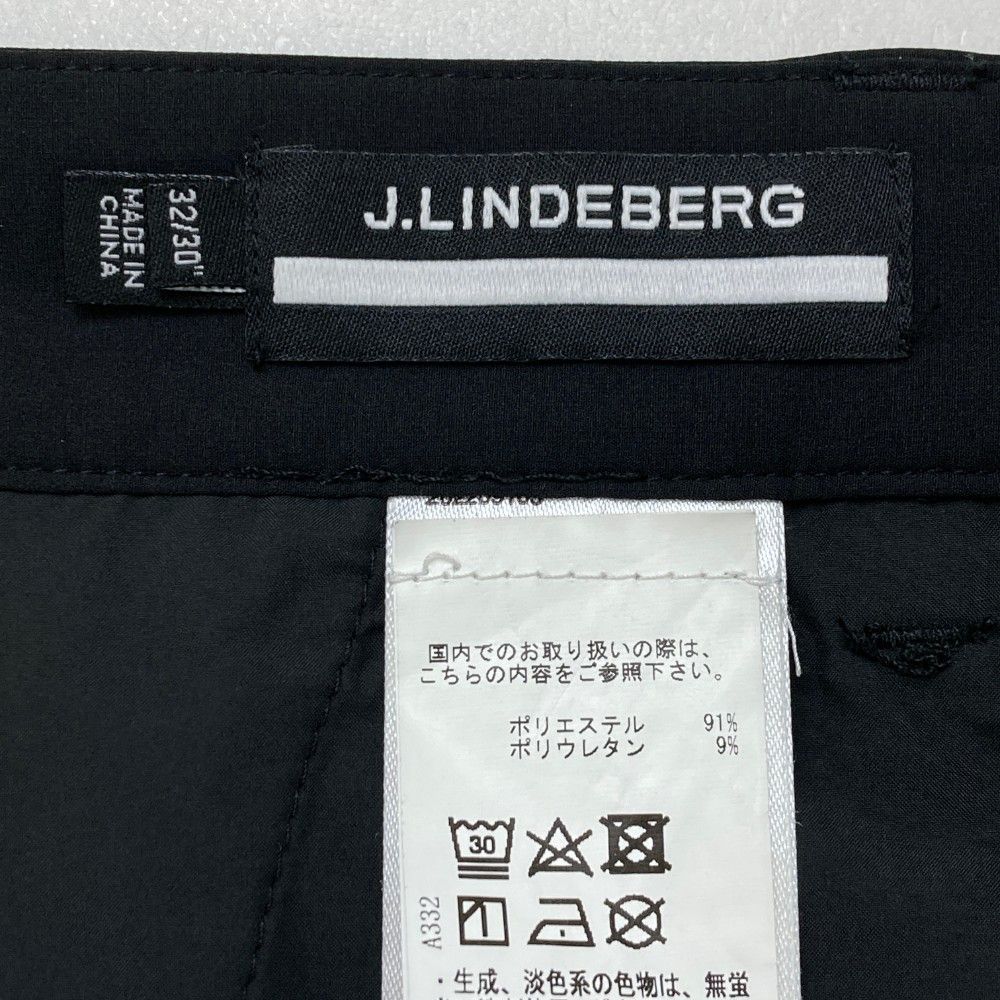 J.LINDEBERG
32/30"
MADE IN
CHINA
国内でのお取り扱いの際は、
こちらの内容をご参照下さい。
ポリエステル 91%
ポリウレタン 9%
30
A332
・生成、淡色系の色物は、無蛍